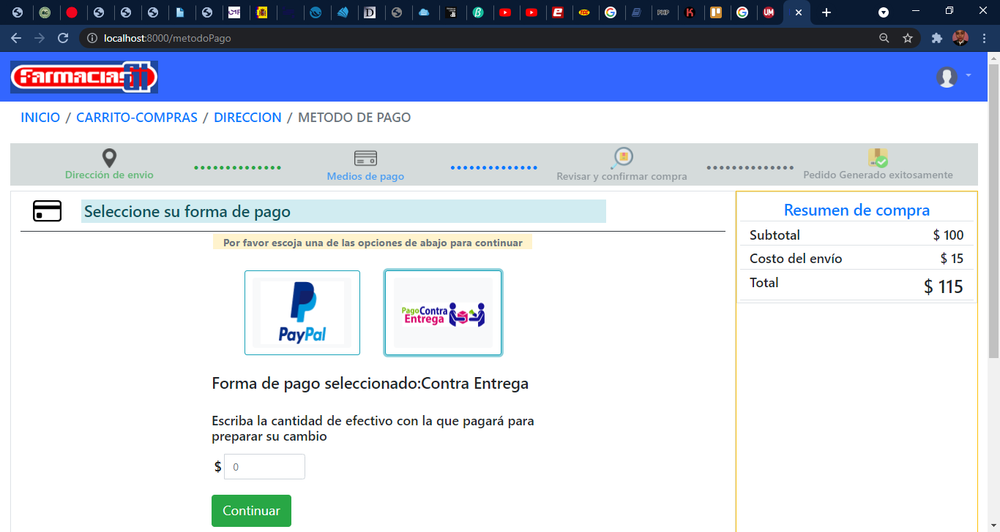 localhost:8000/metodoPago
Farmacias
INICIO / CARRITO-COMPRAS / DIRECCION / METODO DE PAGO
Dirección de envio
Medios de pago
Revisar y confirmar compra
Pedido Generado exitosamente
Seleccione su forma de pago
Por favor escoja una de las opciones de abajo para continuar
PayPal
PagoContra
Entrega
Forma de pago seleccionado:Contra Entrega
Escriba la cantidad de efectivo con la que pagará para
preparar su cambio
$ 0
Continuar
Resumen de compra
Subtotal $ 100
Costo del envío $ 15
Total $ 115